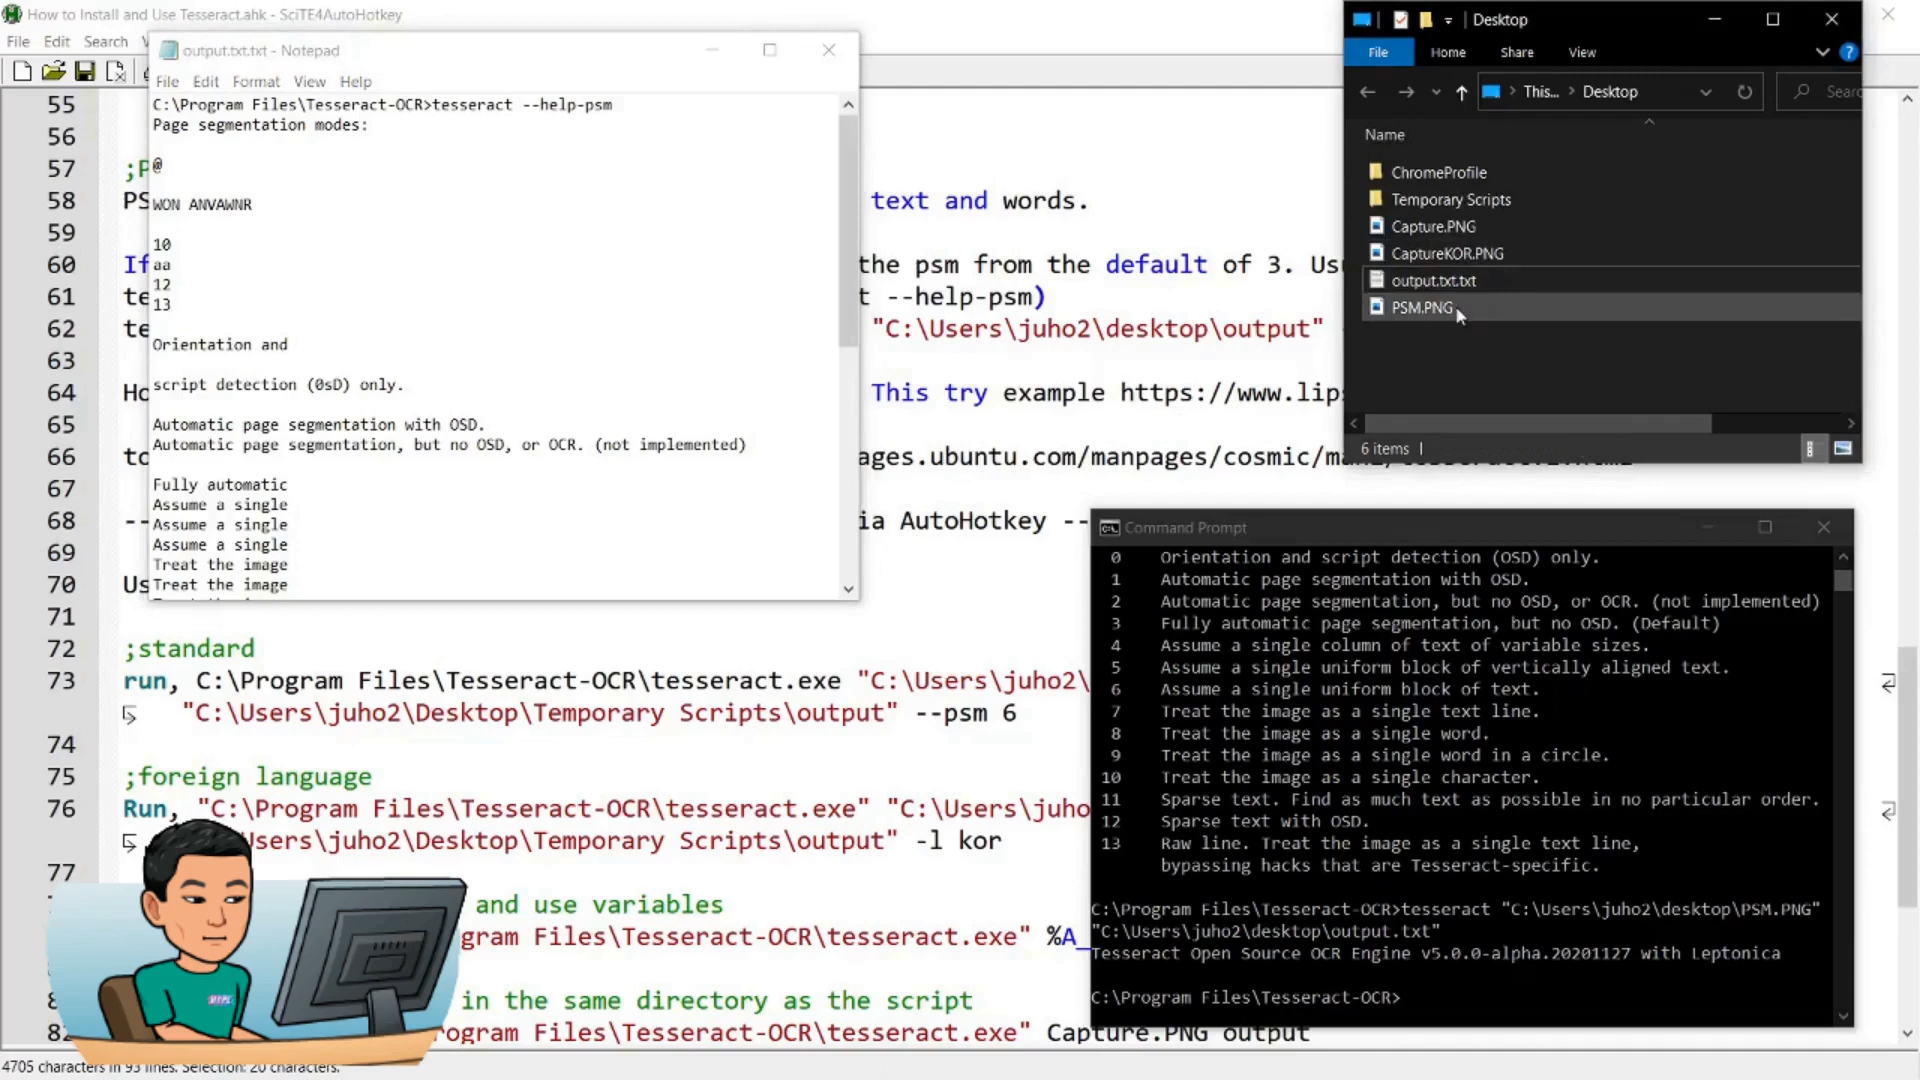 How to Install and Use Tesseract.ahk - SciTE4AutoHotkey
File Edit Search
output.txt.txt - Notepad
File Edit Format View Help
C:\Program Files\Tesseract-OCR>tesseract --help-psm
Page segmentation modes:
@
WON ANVAWNR
10
aa
12
13
Orientation and
script detection (0sD) only.
Automatic page segmentation with OSD.
Automatic page segmentation, but no OSD, or OCR. (not implemented)
Fully automatic
Assume a single
Assume a single
Assume a single
Treat the image
Treat the image
Desktop
File Home Share View
This... > Desktop
Name
ChromeProfile
Temporary Scripts
Capture.PNG
CaptureKOR.PNG
output.txt.txt
PSM.PNG
6 items
55
56
57 ;P
58 PS text and words.
59
60 If the psm from the default of 3. Us
61 te t --help-psm)
62 te "C:\Users\juho2\desktop\output"
63
64 Ho This try example https://www.lips
65
66 to ages.ubuntu.com/manpages/cosmic/
67
68 -- ia AutoHotkey --
69
70 Us
71
72 ;standard
73 run, C:\Program Files\Tesseract-OCR\tesseract.exe "C:\Users\juho2\
"C:\Users\juho2\Desktop\Temporary Scripts\output" --psm 6
74
75 ;foreign language
76 Run, "C:\Program Files\Tesseract-OCR\tesseract.exe" "C:\Users\juho
sers\juho2\Desktop\Temporary Scripts\output" -l kor
77
and use variables
gram Files\Tesseract-OCR\tesseract.exe" %A_
in the same directory as the script
82 gram Files\Tesseract-OCR\tesseract.exe" Capture.PNG output
Command Prompt
0 Orientation and script detection (OSD) only.
1 Automatic page segmentation with OSD.
2 Automatic page segmentation, but no OSD, or OCR. (not implemented)
3 Fully automatic page segmentation, but no OSD. (Default)
4 Assume a single column of text of variable sizes.
5 Assume a single uniform block of vertically aligned text.
6 Assume a single uniform block of text.
7 Treat the image as a single text line.
8 Treat the image as a single word.
9 Treat the image as a single word in a circle.
10 Treat the image as a single character.
11 Sparse text. Find as much text as possible in no particular order.
12 Sparse text with OSD.
13 Raw line. Treat the image as a single text line,
bypassing hacks that are Tesseract-specific.
C:\Program Files\Tesseract-OCR>tesseract "C:\Users\juho2\desktop\PSM.PNG"
"C:\Users\juho2\desktop\output.txt"
Tesseract Open Source OCR Engine v5.0.0-alpha.20201127 with Leptonica
C:\Program Files\Tesseract-OCR>
4705 characters in 93 lines. Selection: 20 characters.